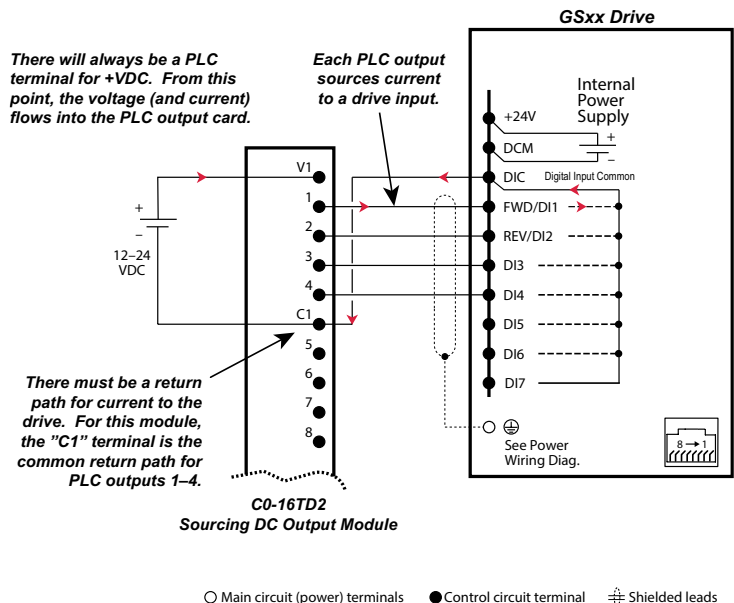 GSxx Drive
There will always be a PLC
terminal for +VDC.  From this
point, the voltage (and current)
flows into the PLC output card.
Each PLC output
sources current
to a drive input.
Internal
Power
Supply
+24V
+
DCM
–
V1
DIC
Digital Input Common
1
FWD/DI1
+
–
12–24
VDC
2
REV/DI2
3
DI3
4
DI4
C1
DI5
5
DI6
6
DI7
7
8
There must be a return
path for current to the
drive.  For this module,
the ”C1” terminal is the
common return path for
PLC outputs 1–4.
See Power
Wiring Diag.
8→1
C0-16TD2
Sourcing DC Output Module
Main circuit (power) terminals
Control circuit terminal
Shielded leads